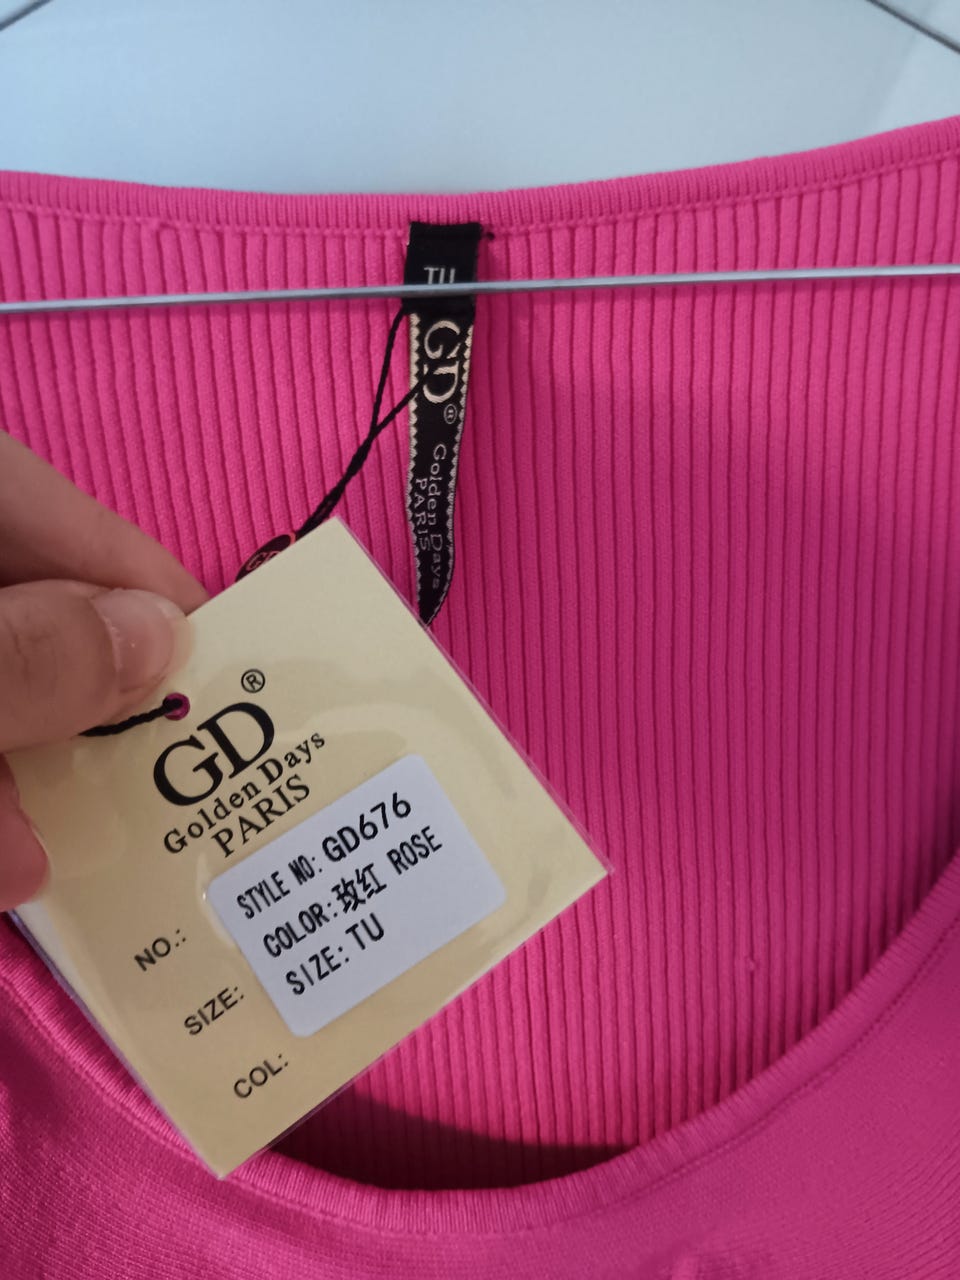 TU
GD®
Golden Days
PARIS
GD
GD®
Golden Days
PARIS
STYLE NO: GD676
COLOR:玫红 ROSE
SIZE: TU
NO.:
SIZE:
COL: